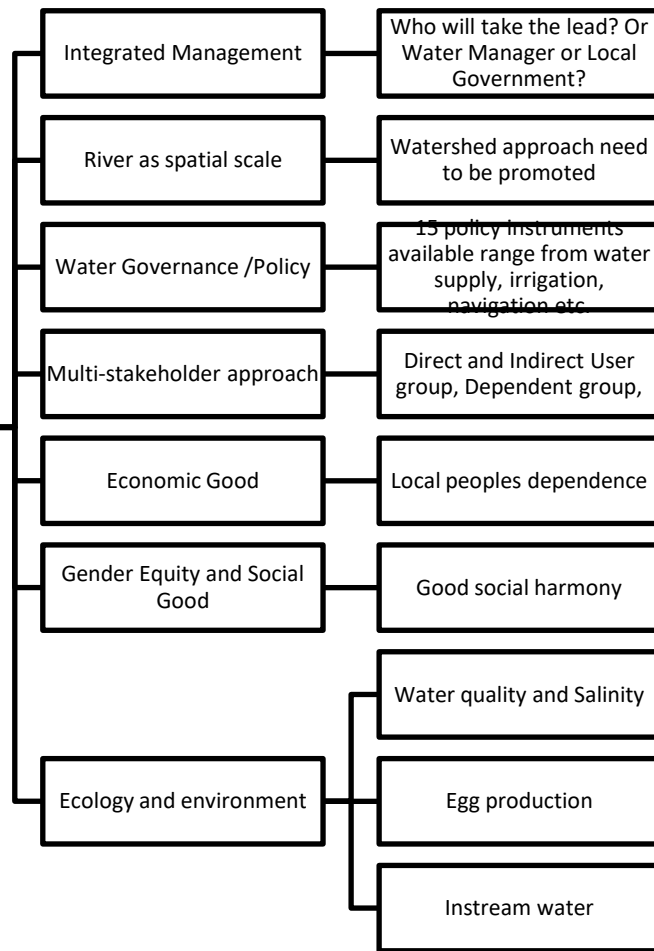 Integrated Management
Who will take the lead? Or
Water Manager or Local
Government?
River as spatial scale
Watershed approach need
to be promoted
Water Governance /Policy
15 policy instruments
available range from water
supply, irrigation,
navigation etc.
Multi-stakeholder approach
Direct and Indirect User
group, Dependent group,
Economic Good
Local peoples dependence
Gender Equity and Social
Good
Good social harmony
Ecology and environment
Water quality and Salinity
Egg production
Instream water